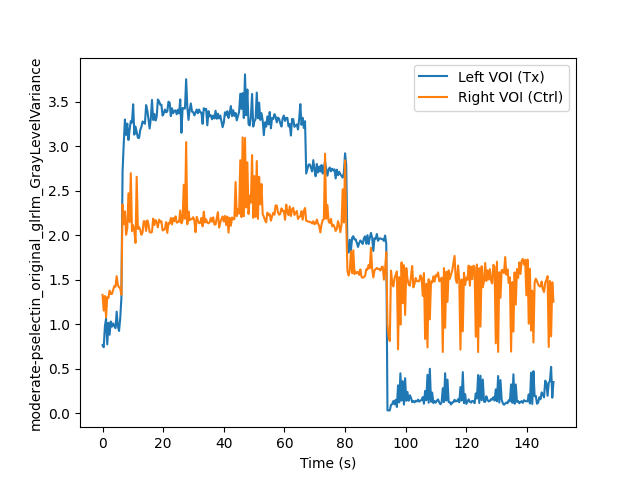 moderate-pselectin_original_glrlm_GrayLevelVariance
3.5
3.0
2.5
2.0
1.5
1.0
0.5
0.0
Left VOI (Tx)
Right VOI (Ctrl)
0 20 40 60 80 100 120 140
Time (s)